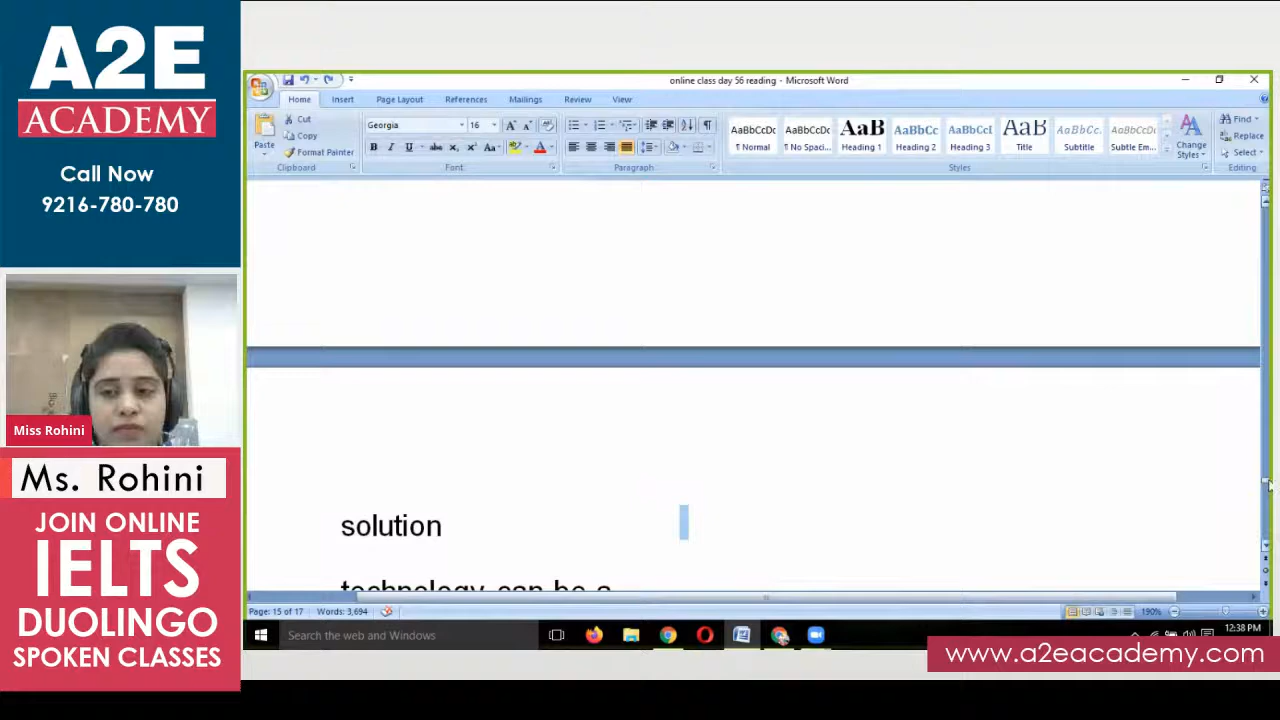 A2E
ACADEMY
Call Now
9216-780-780
Miss Rohini
Ms. Rohini
JOIN ONLINE
IELTS
DUOLINGO
SPOKEN CLASSES
online class day 56 reading - Microsoft Word
Home Insert Page Layout References Mailings Review View
Paste
Cut
Copy
Format Painter
Clipboard
Georgia 16
Font
Paragraph
AaBbCcDc AaBbCcDc AaB AaBbCc AaBbCcI AaB AaBbCc. AaBbCcDc
¶ Normal ¶ No Spaci... Heading 1 Heading 2 Heading 3 Title Subtitle Subtle Em...
Change
Styles
Styles
Find
Replace
Select
Editing
solution
technology can be a
Page: 15 of 17 Words: 3,694 190%
Search the web and Windows
12:38 PM
www.a2eacademy.com